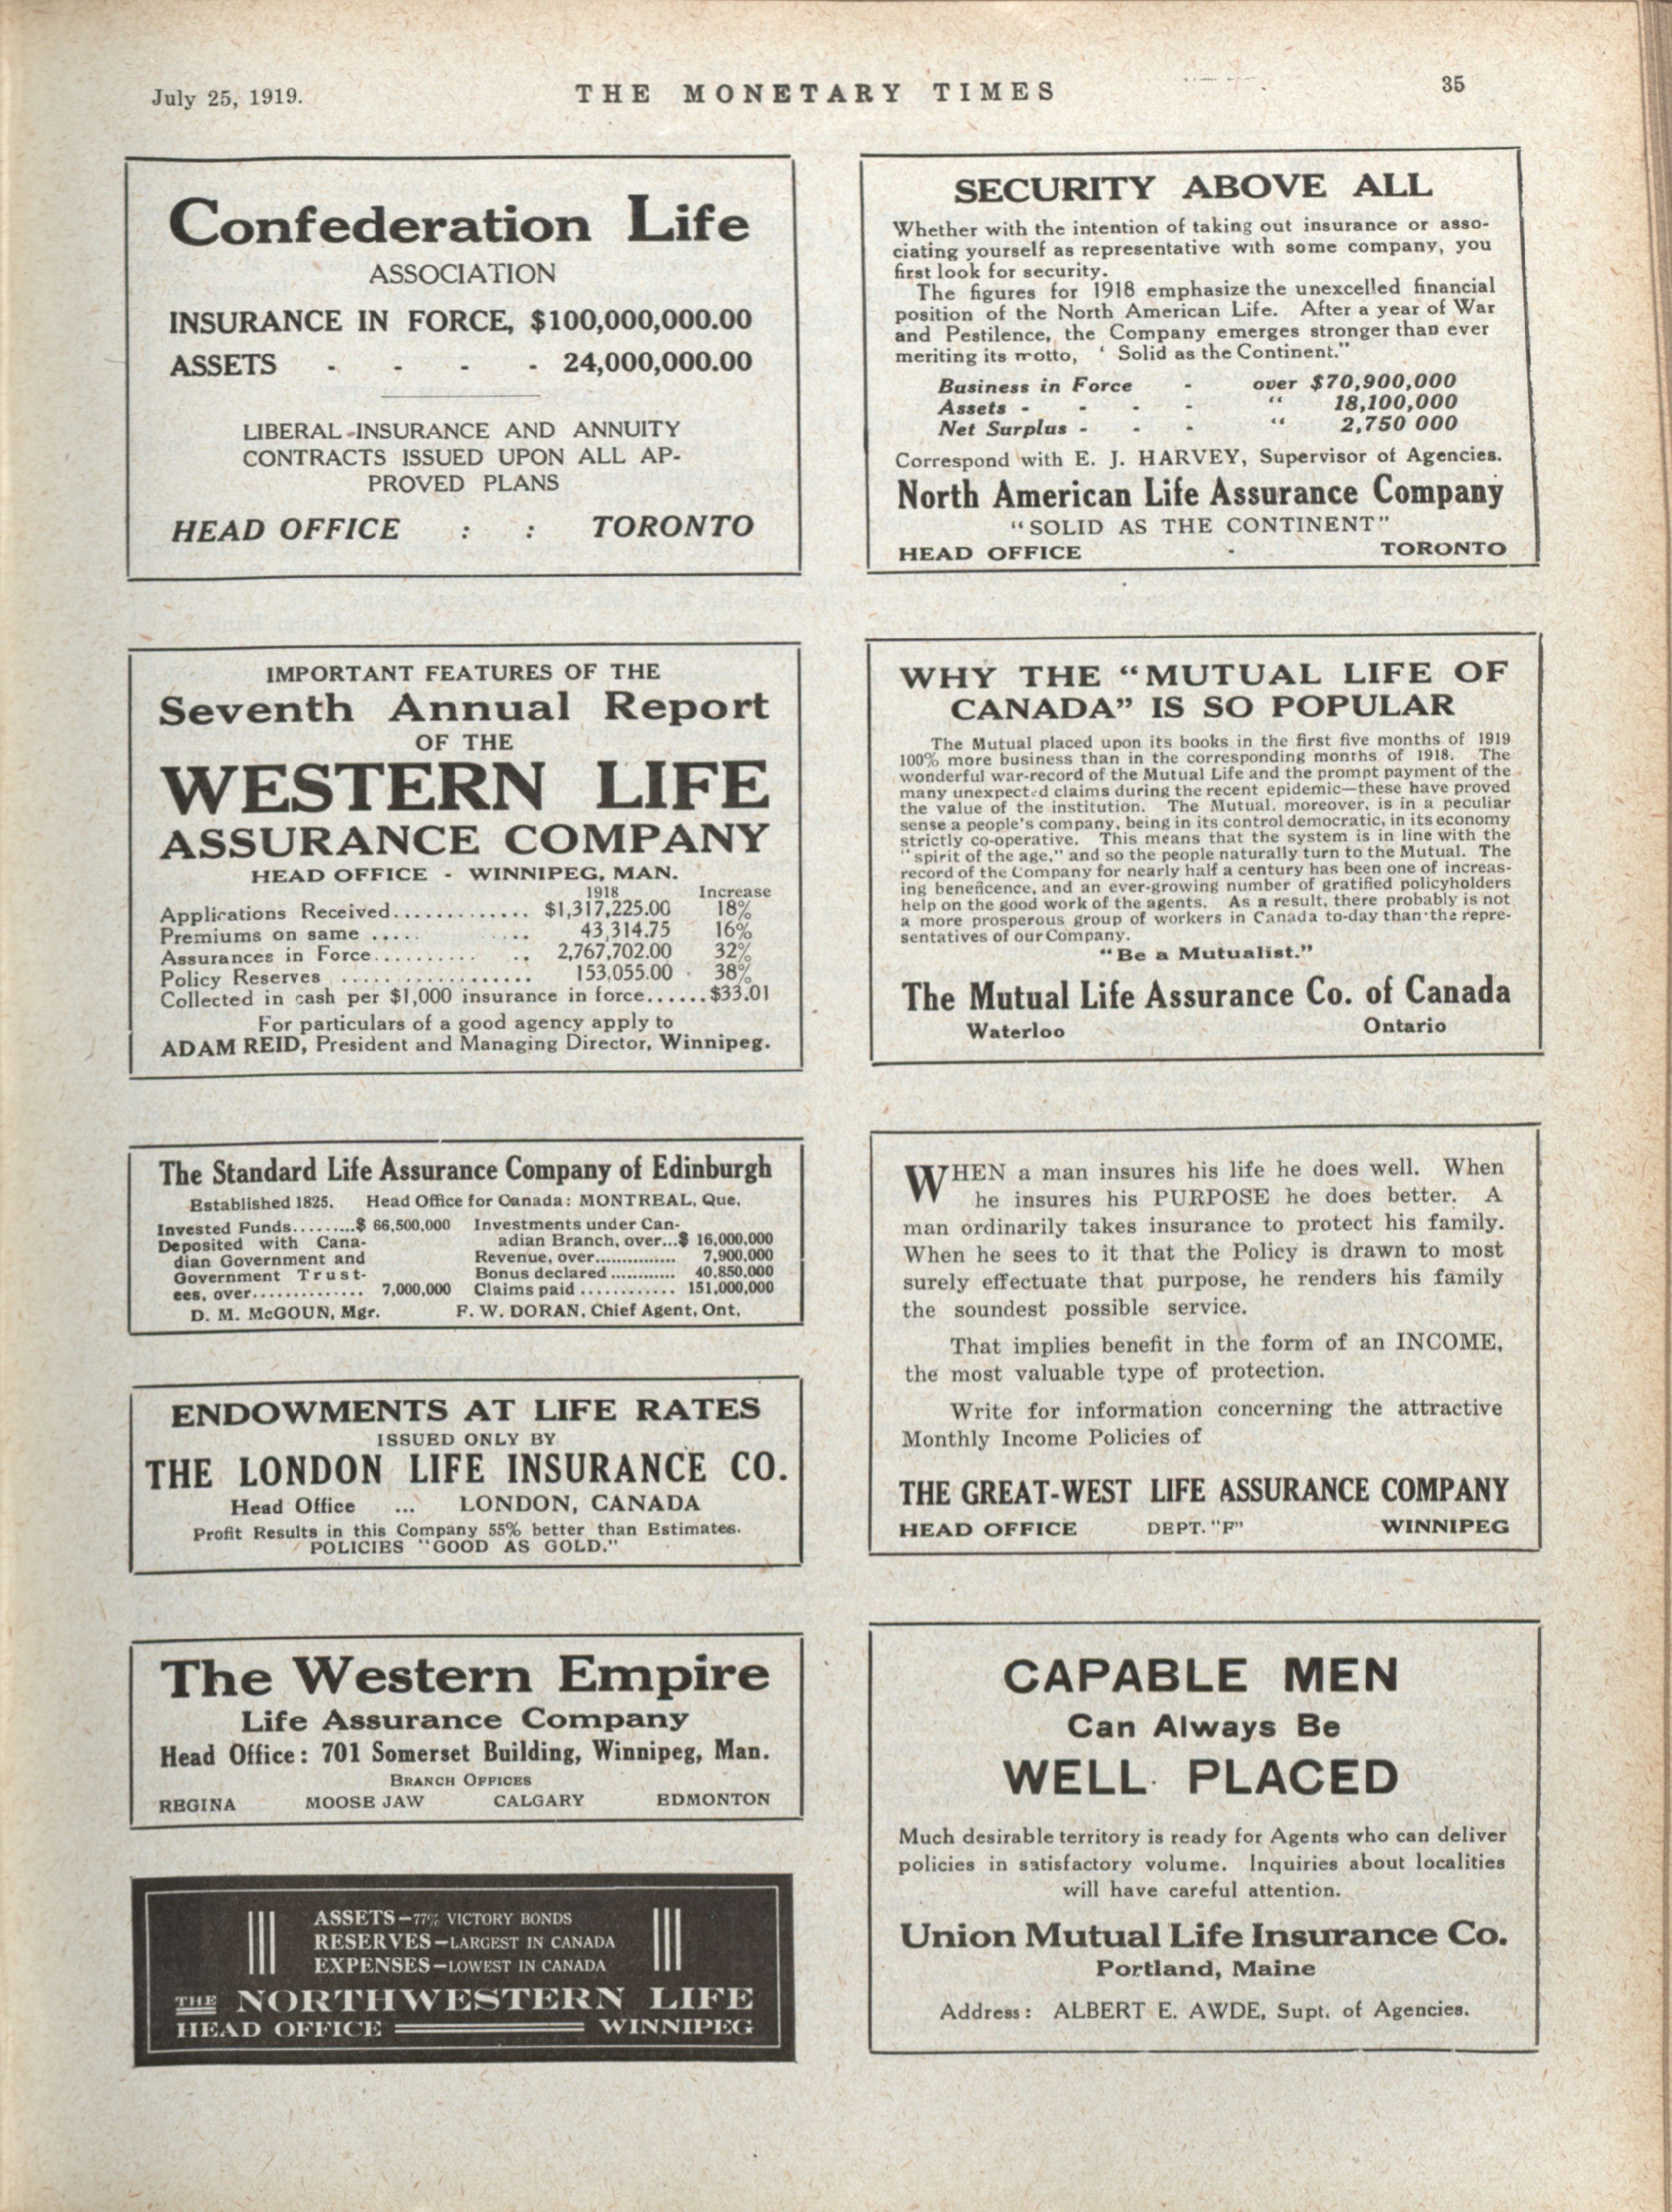 July 25, 1919.
THE MONETARY TIMES
35
Confederation Life
ASSOCIATION
INSURANCE IN FORCE, $100,000,000.00
ASSETS - - - - 24,000,000.00
LIBERAL INSURANCE AND ANNUITY
CONTRACTS ISSUED UPON ALL AP-
PROVED PLANS
HEAD OFFICE : : TORONTO
IMPORTANT FEATURES OF THE
Seventh Annual Report
OF THE
WESTERN LIFE
ASSURANCE COMPANY
HEAD OFFICE - WINNIPEG, MAN.
1918 Increase
Applications Received............. $1,317,225.00 18%
Premiums on same ..... ... 43,314.75 16%
Assurances in Force.......... .. 2,767,702.00 32%
Policy Reserves .................. 153,055.00 38%
Collected in cash per $1,000 insurance in force......$33.01
For particulars of a good agency apply to
ADAM REID, President and Managing Director, Winnipeg.
The Standard Life Assurance Company of Edinburgh
Established 1825. Head Office for Canada: MONTREAL, Que.
Invested Funds.........$ 66,500,000
Deposited with Cana-
dian Government and
Government Trust-
ees, over............. 7,000,000
Investments under Can-
adian Branch, over...$ 16,000,000
Revenue, over............... 7,900,000
Bonus declared ............ 40,850,000
Claims paid ............ 151,000,000
D. M. McGOUN, Mgr. F. W. DORAN, Chief Agent, Ont.
ENDOWMENTS AT LIFE RATES
ISSUED ONLY BY
THE LONDON LIFE INSURANCE CO.
Head Office ... LONDON, CANADA
Profit Results in this Company 55% better than Estimates.
POLICIES "GOOD AS GOLD."
The Western Empire
Life Assurance Company
Head Office: 701 Somerset Building, Winnipeg, Man.
BRANCH OFFICES
REGINA MOOSE JAW CALGARY EDMONTON
ASSETS—77% VICTORY BONDS
RESERVES—LARGEST IN CANADA
EXPENSES—LOWEST IN CANADA
THE NORTHWESTERN LIFE
HEAD OFFICE WINNIPEG
SECURITY ABOVE ALL
Whether with the intention of taking out insurance or asso-
ciating yourself as representative with some company, you
first look for security.
The figures for 1918 emphasize the unexcelled financial
position of the North American Life. After a year of War
and Pestilence, the Company emerges stronger than ever
meriting its motto, ' Solid as the Continent."
Business in Force - over $70,900,000
Assets - - - - " 18,100,000
Net Surplus - - - " 2,750 000
Correspond with E. J. HARVEY, Supervisor of Agencies.
North American Life Assurance Company
"SOLID AS THE CONTINENT"
HEAD OFFICE - TORONTO
WHY THE "MUTUAL LIFE OF
CANADA" IS SO POPULAR
The Mutual placed upon its books in the first five months of 1919
100% more business than in the corresponding months of 1918. The
wonderful war-record of the Mutual Life and the prompt payment of the
many unexpected claims during the recent epidemic—these have proved
the value of the institution. The Mutual, moreover, is in a peculiar
sense a people's company, being in its control democratic, in its economy
strictly co-operative. This means that the system is in line with the
"spirit of the age," and so the people naturally turn to the Mutual. The
record of the Company for nearly half a century has been one of increas-
ing beneficence, and an ever-growing number of gratified policyholders
help on the good work of the agents. As a result, there probably is not
a more prosperous group of workers in Canada to-day than the repre-
sentatives of our Company.
"Be a Mutualist."
The Mutual Life Assurance Co. of Canada
Waterloo Ontario
WHEN a man insures his life he does well. When
he insures his PURPOSE he does better. A
man ordinarily takes insurance to protect his family.
When he sees to it that the Policy is drawn to most
surely effectuate that purpose, he renders his family
the soundest possible service.
That implies benefit in the form of an INCOME,
the most valuable type of protection.
Write for information concerning the attractive
Monthly Income Policies of
THE GREAT-WEST LIFE ASSURANCE COMPANY
HEAD OFFICE DEPT. "F" WINNIPEG
CAPABLE MEN
Can Always Be
WELL PLACED
Much desirable territory is ready for Agents who can deliver
policies in satisfactory volume. Inquiries about localities
will have careful attention.
Union Mutual Life Insurance Co.
Portland, Maine
Address: ALBERT E. AWDE, Supt. of Agencies.